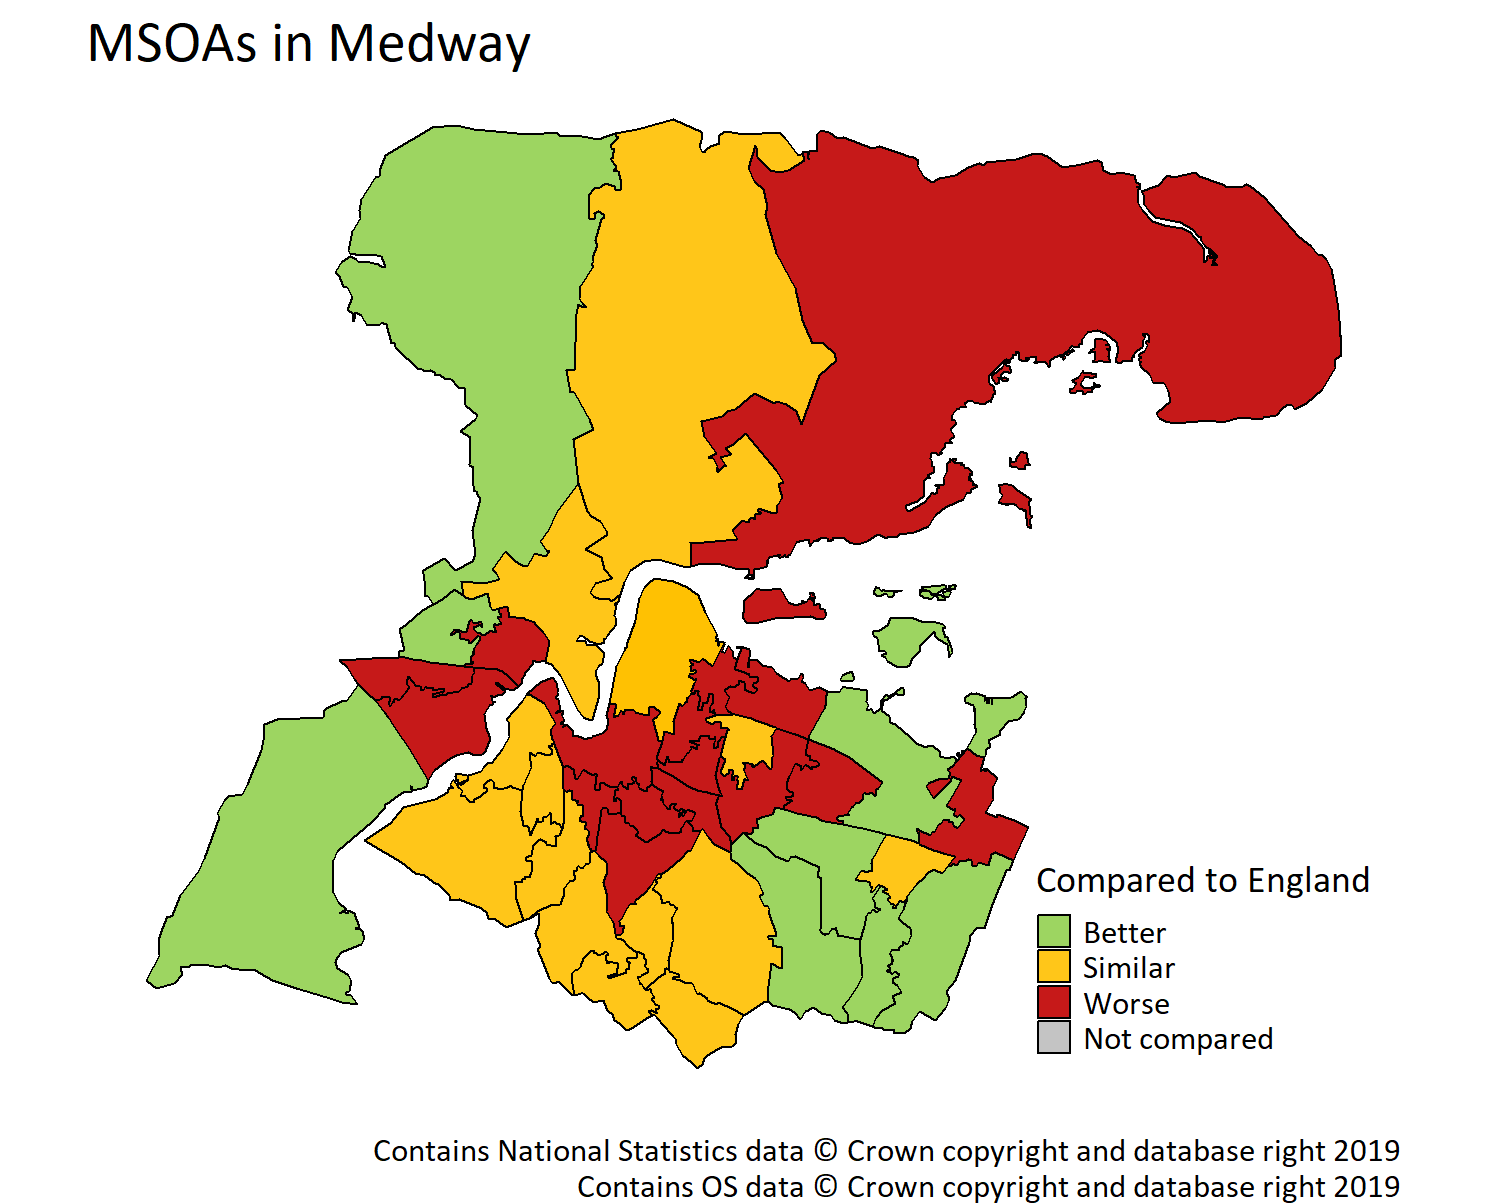 MSOAs in Medway
Compared to England
Better
Similar
Worse
Not compared
Contains National Statistics data © Crown copyright and database right 2019
Contains OS data © Crown copyright and database right 2019